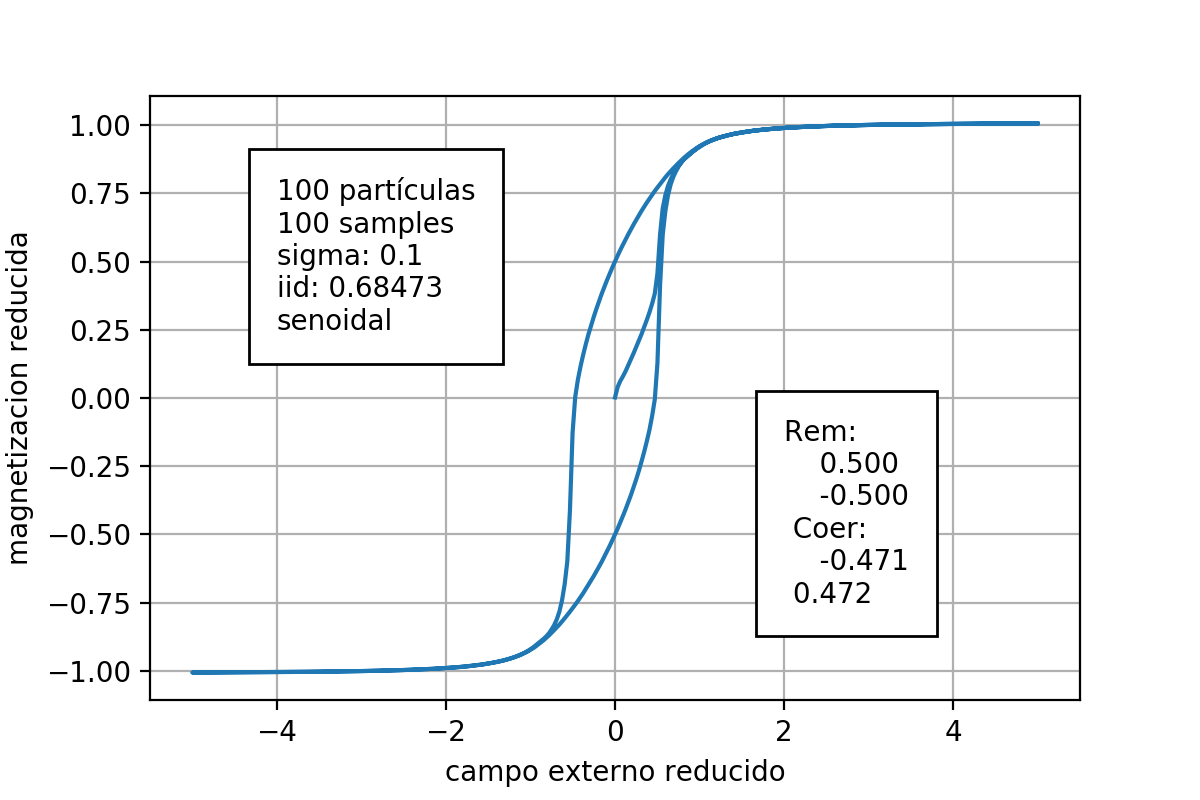 1.00
0.75
0.50
0.25
0.00
−0.25
−0.50
−0.75
−1.00
magnetizacion reducida
100 partículas
100 samples
sigma: 0.1
iid: 0.68473
senoidal
Rem:
0.500
-0.500
Coer:
-0.471
0.472
−4
−2
0
2
4
campo externo reducido